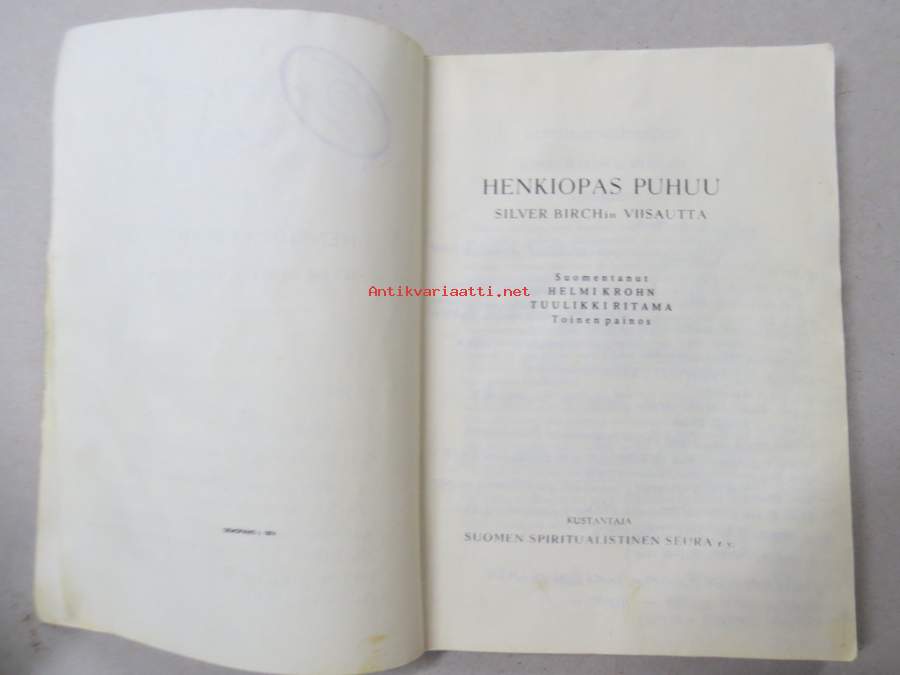 HENKIOPAS PUHUU
SILVER BIRCHin VIISAUTTA
Suomentanut
HELMI KROHN
Antikvariaatti.net
TUULIKKI RITAMA
Toinen painos
KUSTANTAJA
SUOMEN SPIRITUALISTINEN SEURA r.y.